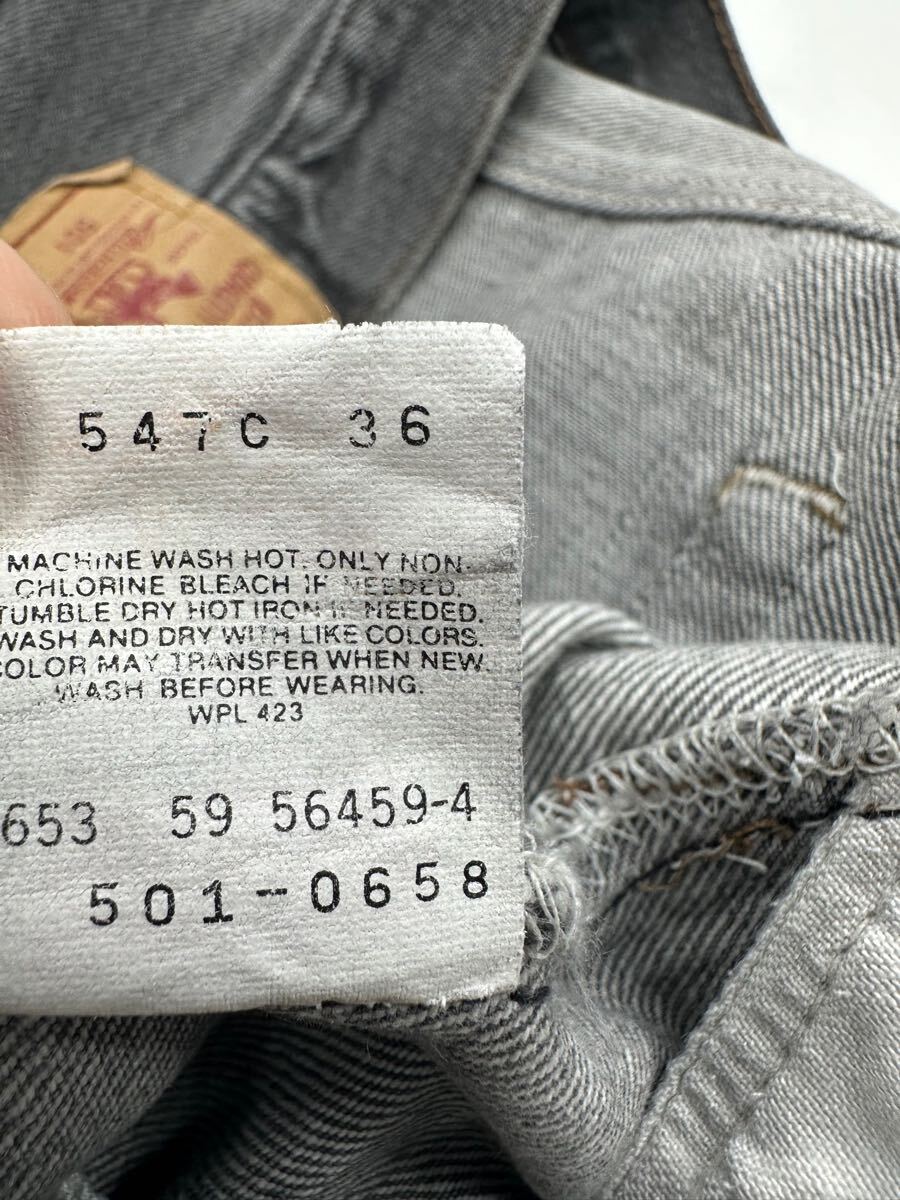 547C 36
MACHINE WASH HOT. ONLY NON-
CHLORINE BLEACH IF NEEDED.
TUMBLE DRY HOT IRON IF NEEDED.
WASH AND DRY WITH LIKE COLORS.
COLOR MAY TRANSFER WHEN NEW.
WASH BEFORE WEARING.
WPL 423
653 59 56459-4
501-0658